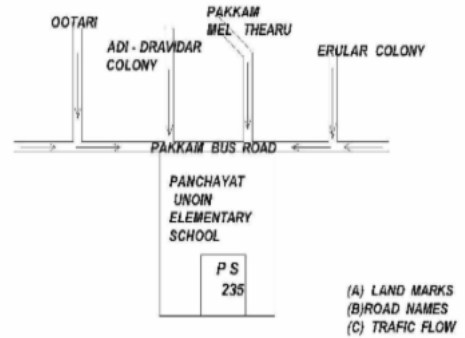 OOTARI
ADI - DRAVIDAR
COLONY
PAKKAM
MEL THEARU
ERULAR COLONY
PAKKAM BUS ROAD
PANCHAYAT
UNOIN
ELEMENTARY
SCHOOL
P S
235
(A) LAND MARKS
(B)ROAD NAMES
(C) TRAFIC FLOW